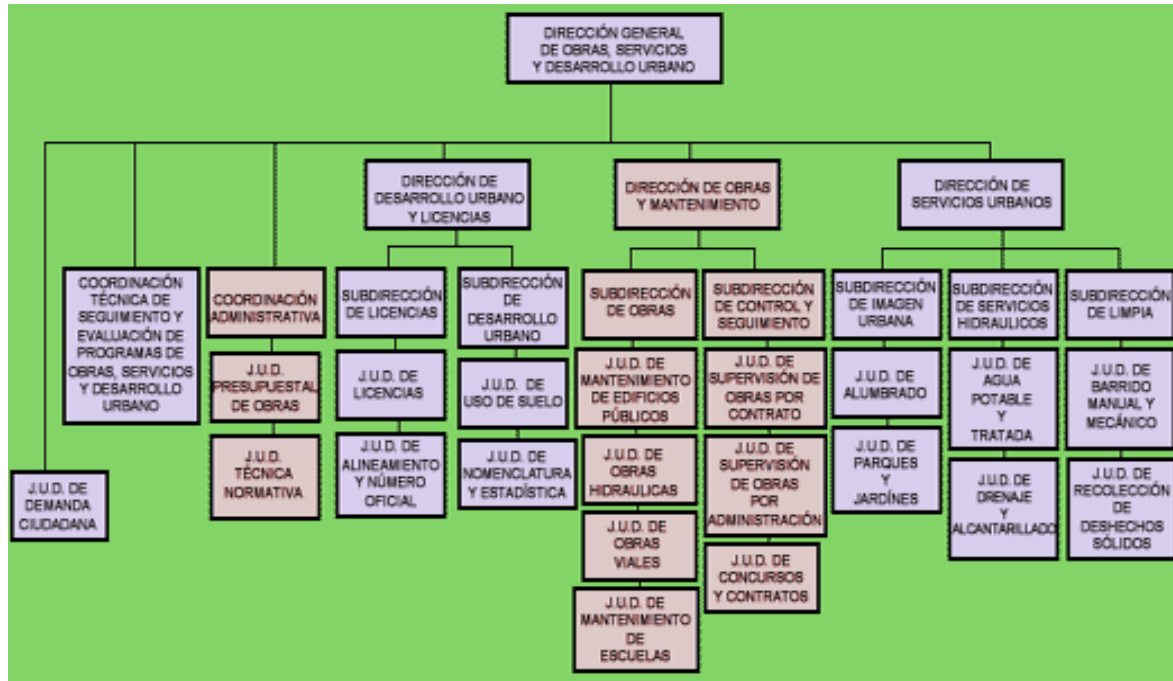 DIRECCIÓN GENERAL
DE OBRAS, SERVICIOS
Y DESARROLLO URBANO
DIRECCIÓN DE
DESARROLLO URBANO
Y LICENCIAS
DIRECCIÓN DE OBRAS
Y MANTENIMIENTO
DIRECCIÓN DE
SERVICIOS URBANOS
COORDINACIÓN
TÉCNICA DE
SEGUIMIENTO Y
EVALUACIÓN DE
PROGRAMAS DE
OBRAS, SERVICIOS
Y DESARROLLO
URBANO
COORDINACIÓN
ADMINISTRATIVA
SUBDIRECCIÓN
DE LICENCIAS
SUBDIRECCIÓN
DE
DESARROLLO
URBANO
SUBDIRECCIÓN
DE OBRAS
SUBDIRECCIÓN
DE CONTROL Y
SEGUIMIENTO
SUBDIRECCIÓN
DE IMAGEN
URBANA
SUBDIRECCIÓN
DE SERVICIOS
HIDRAULICOS
SUBDIRECCIÓN
DE LIMPIA
J.U.D.
PRESUPUESTAL
DE OBRAS
J.U.D. DE
LICENCIAS
J.U.D. DE
USO DE SUELO
J.U.D. DE
MANTENIMIENTO
DE EDIFICIOS
PÚBLICOS
J.U.D. DE
SUPERVISIÓN DE
OBRAS POR
CONTRATO
J.U.D. DE
ALUMBRADO
J.U.D. DE
AGUA
POTABLE
Y
TRATADA
J.U.D. DE
BARRIDO
MANUAL Y
MECÁNICO
J.U.D. DE
DEMANDA
CIUDADANA
J.U.D.
TÉCNICA
NORMATIVA
J.U.D. DE
ALINEAMIENTO
Y NÚMERO
OFICIAL
J.U.D. DE
NOMENCLATURA
Y ESTADÍSTICA
J.U.D. DE
OBRAS
HIDRAULICAS
J.U.D. DE
SUPERVISIÓN
DE OBRAS
POR
ADMINISTRACIÓN
J.U.D. DE
PARQUES
Y
JARDÍNES
J.U.D. DE
DRENAJE
Y
ALCANTARILLADO
J.U.D. DE
RECOLECCIÓN
DE
DESHECHOS
SÓLIDOS
J.U.D. DE
OBRAS
VIALES
J.U.D. DE
CONCURSOS
Y CONTRATOS
J.U.D. DE
MANTENIMIENTO
DE
ESCUELAS